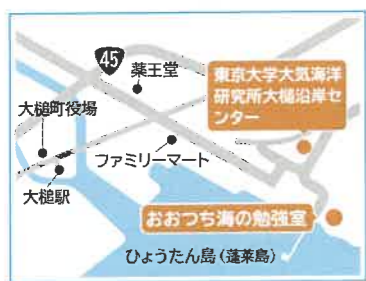 45
薬王堂
東京大学大気海洋
研究所大槌沿岸セ
ンター
大槌町役場
ファミリーマート
大槌駅
おおつち海の勉強室
ひょうたん島(蓬莱島)